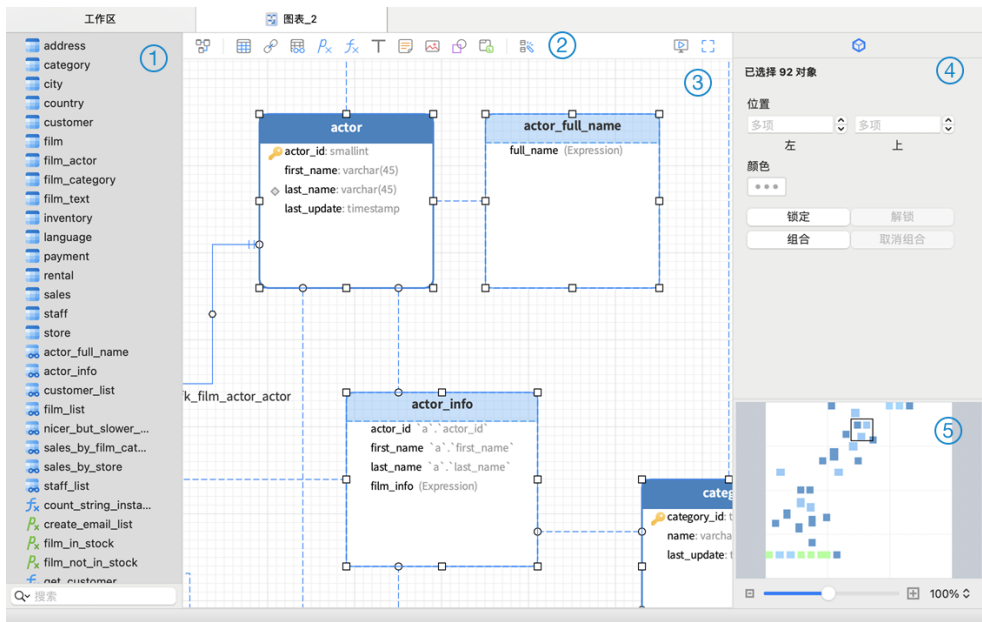 工作区
图表_2
address
category
city
country
customer
film
film_actor
film_category
film_text
inventory
language
payment
rental
sales
staff
store
actor_full_name
actor_info
customer_list
film_list
nicer_but_slower_...
sales_by_film_cat...
sales_by_store
staff_list
count_string_insta...
create_email_list
film_in_stock
film_not_in_stock
get_customer
搜索
1
2
3
actor
actor_id: smallint
first_name: varchar(45)
last_name: varchar(45)
last_update: timestamp
actor_full_name
full_name (Expression)
k_film_actor_actor
actor_info
actor_id `a`.`actor_id`
first_name `a`.`first_name`
last_name `a`.`last_name`
film_info (Expression)
categ
category_id: t
name: varcha
last_update: t
4
已选择 92 对象
位置
多项
多项
左
上
颜色
锁定
解锁
组合
取消组合
5
100%